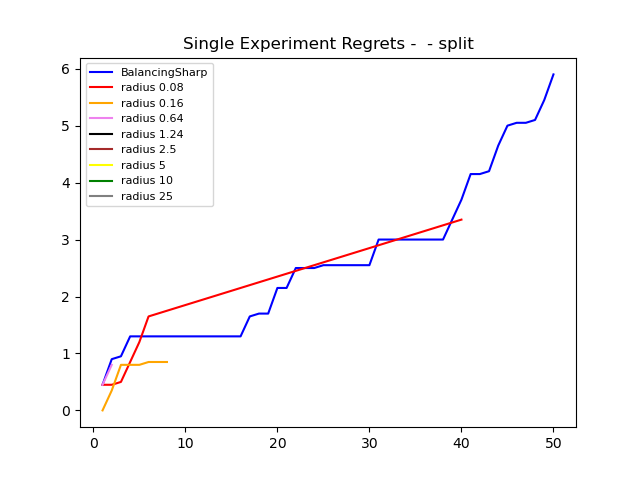 Single Experiment Regrets -  - split
BalancingSharp
radius 0.08
radius 0.16
radius 0.64
radius 1.24
radius 2.5
radius 5
radius 10
radius 25
6
5
4
3
2
1
0
0 10 20 30 40 50